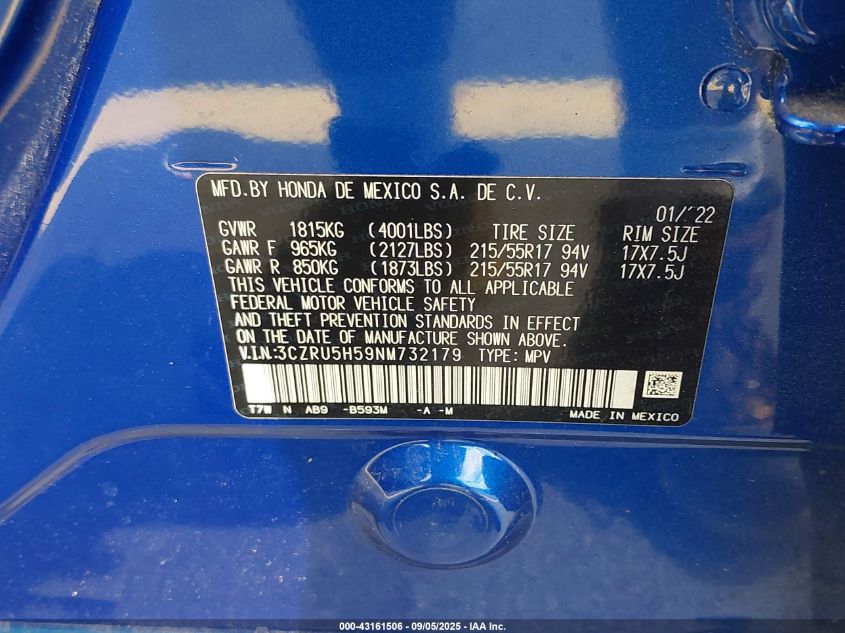 MFD.BY HONDA DE MEXICO S.A. DE C.V.
01/'22
GVWR 1815KG (4001LBS) TIRE SIZE RIM SIZE
GAWR F 965KG (2127LBS) 215/55R17 94V 17X7.5J
GAWR R 850KG (1873LBS) 215/55R17 94V 17X7.5J
THIS VEHICLE CONFORMS TO ALL APPLICABLE
FEDERAL MOTOR VEHICLE SAFETY
AND THEFT PREVENTION STANDARDS IN EFFECT
ON THE DATE OF MANUFACTURE SHOWN ABOVE.
V.I.N.:3CZRU5H59NM732179 TYPE: MPV
T7W N AB9 -B593M -A -M
MADE IN MEXICO
000-43161506 - 09/05/2025 - IAA Inc.